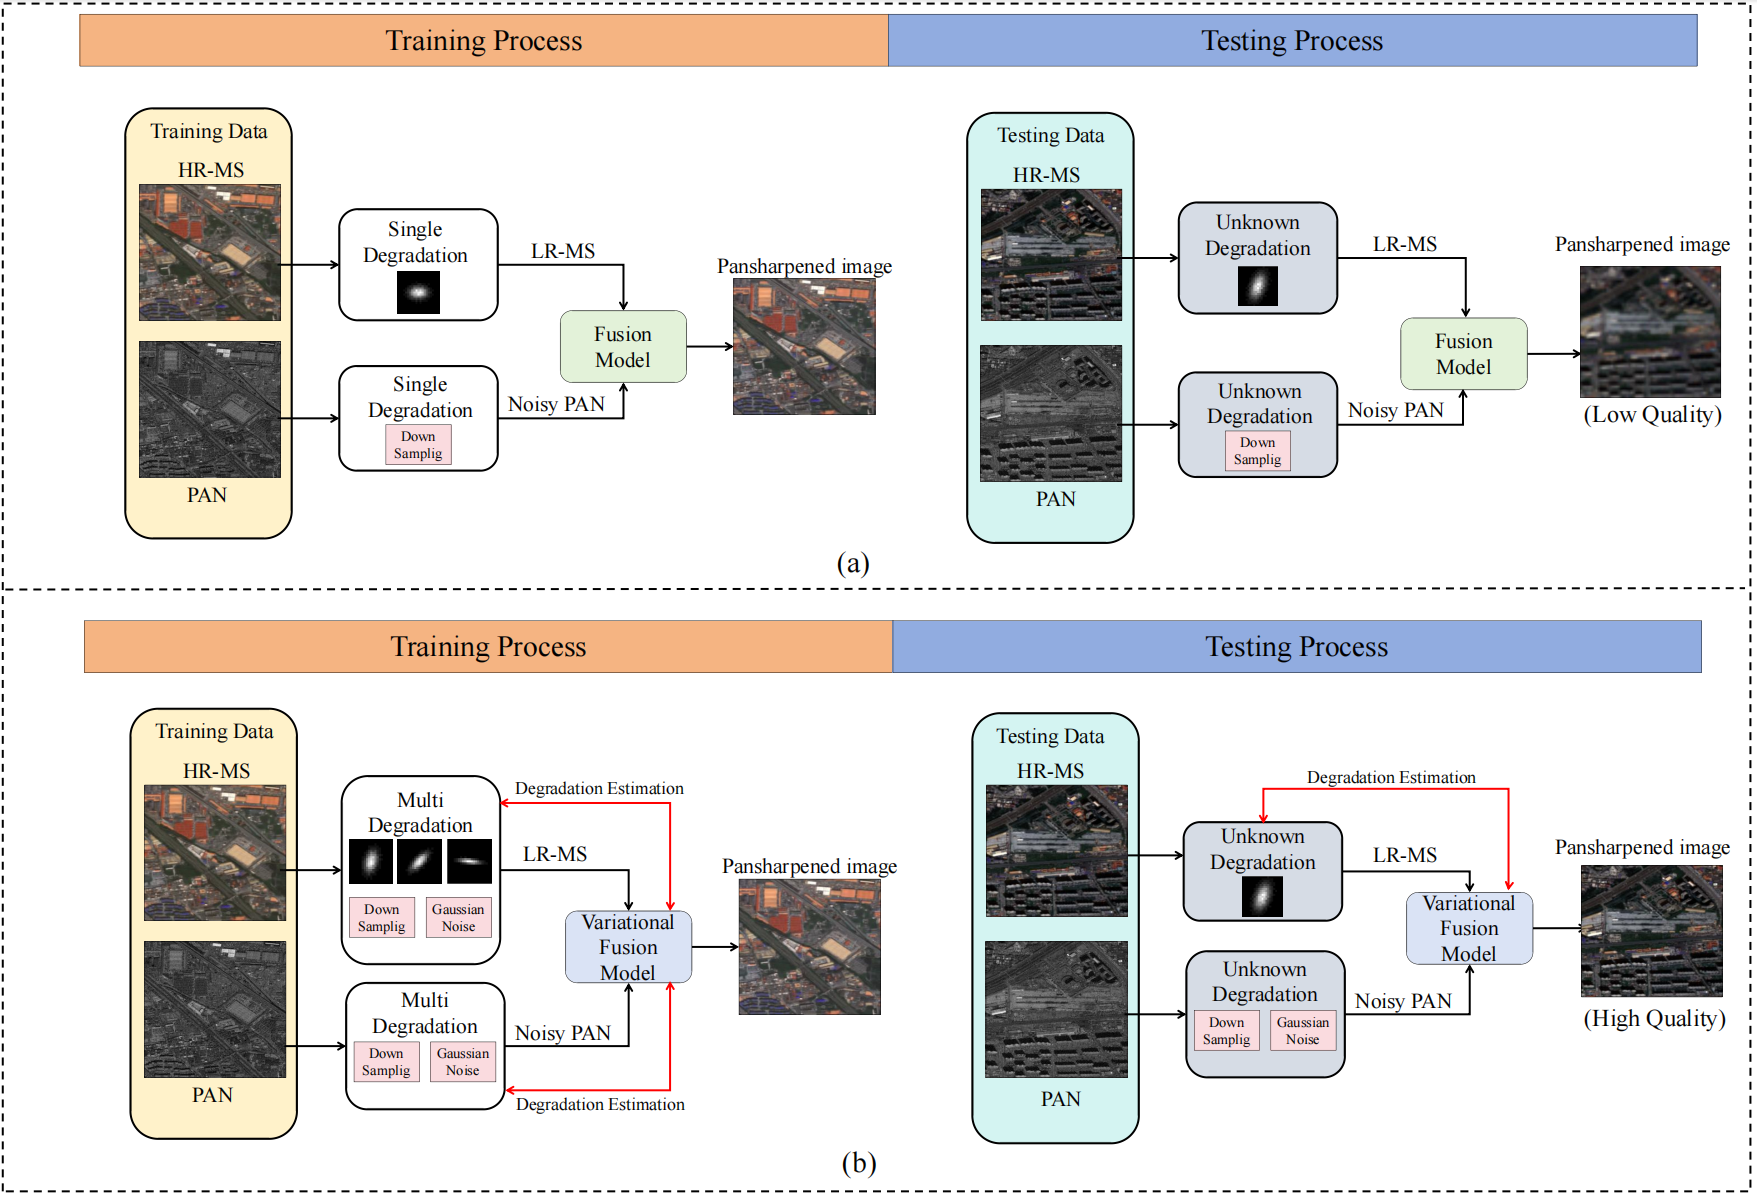 Training Process
Testing Process
Training Data
HR-MS
PAN
Single
Degradation
LR-MS
Single
Degradation
Down
Samplig
Noisy PAN
Fusion
Model
Pansharpened image
Testing Data
HR-MS
PAN
Unknown
Degradation
LR-MS
Unknown
Degradation
Down
Samplig
Noisy PAN
Fusion
Model
Pansharpened image
(Low Quality)
(a)
Training Process
Testing Process
Training Data
HR-MS
PAN
Multi
Degradation
Down
Samplig
Gaussian
Noise
Degradation Estimation
LR-MS
Multi
Degradation
Down
Samplig
Gaussian
Noise
Noisy PAN
Degradation Estimation
Variational
Fusion
Model
Pansharpened image
Testing Data
HR-MS
PAN
Degradation Estimation
Unknown
Degradation
LR-MS
Unknown
Degradation
Down
Samplig
Gaussian
Noise
Noisy PAN
Variational
Fusion
Model
Pansharpened image
(High Quality)
(b)